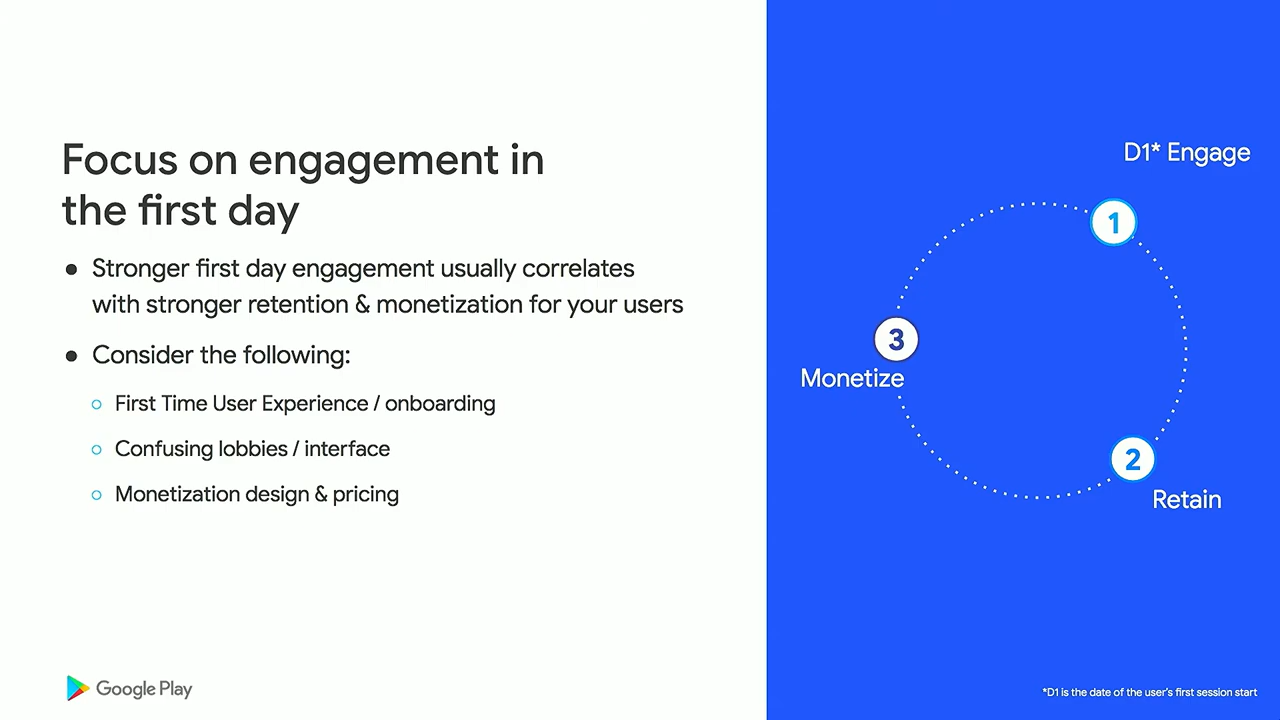 Focus on engagement in
the first day
● Stronger first day engagement usually correlates
with stronger retention & monetization for your users
● Consider the following:
○ First Time User Experience / onboarding
○ Confusing lobbies / interface
○ Monetization design & pricing
Google Play
D1* Engage
1
3
Monetize
2
Retain
*D1 is the date of the user's first session start